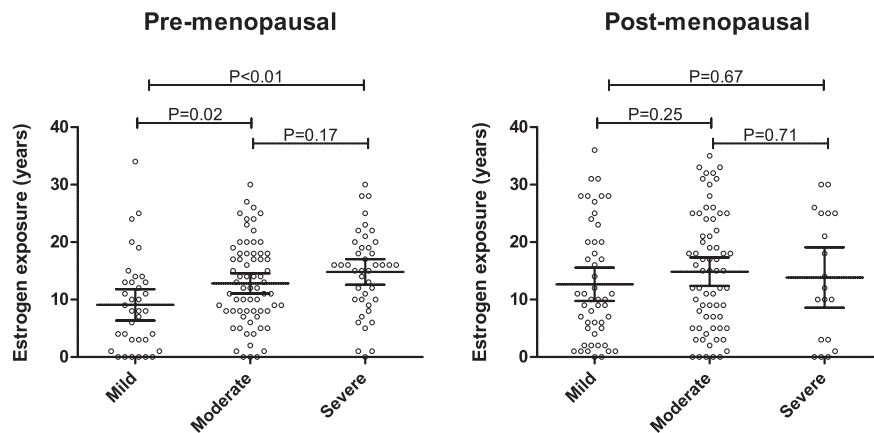 Pre-menopausal
P<0.01
P=0.02
P=0.17
Estrogen exposure (years)
40
30
20
10
0
Mild
Moderate
Severe
Post-menopausal
P=0.67
P=0.25
P=0.71
Estrogen exposure (years)
40
30
20
10
0
Mild
Moderate
Severe